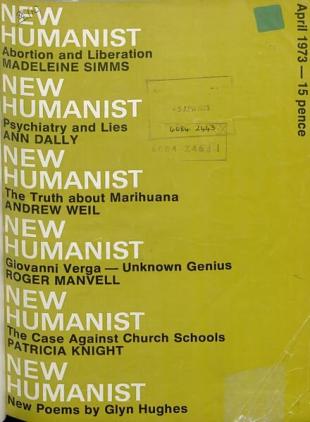 NEW
HUMANIST
Abortion and Liberation
MADELEINE SIMMS
NEW
HUMANIST
Psychiatry and Lies
ANN DALLY
NEW
HUMANIST
The Truth about Marihuana
ANDREW WEIL
NEW
HUMANIST
Giovanni Verga — Unknown Genius
ROGER MANVELL
NEW
HUMANIST
The Case Against Church Schools
PATRICIA KNIGHT
NEW
HUMANIST
New Poems by Glyn Hughes
April 1973 — 15 pence
6084 2443